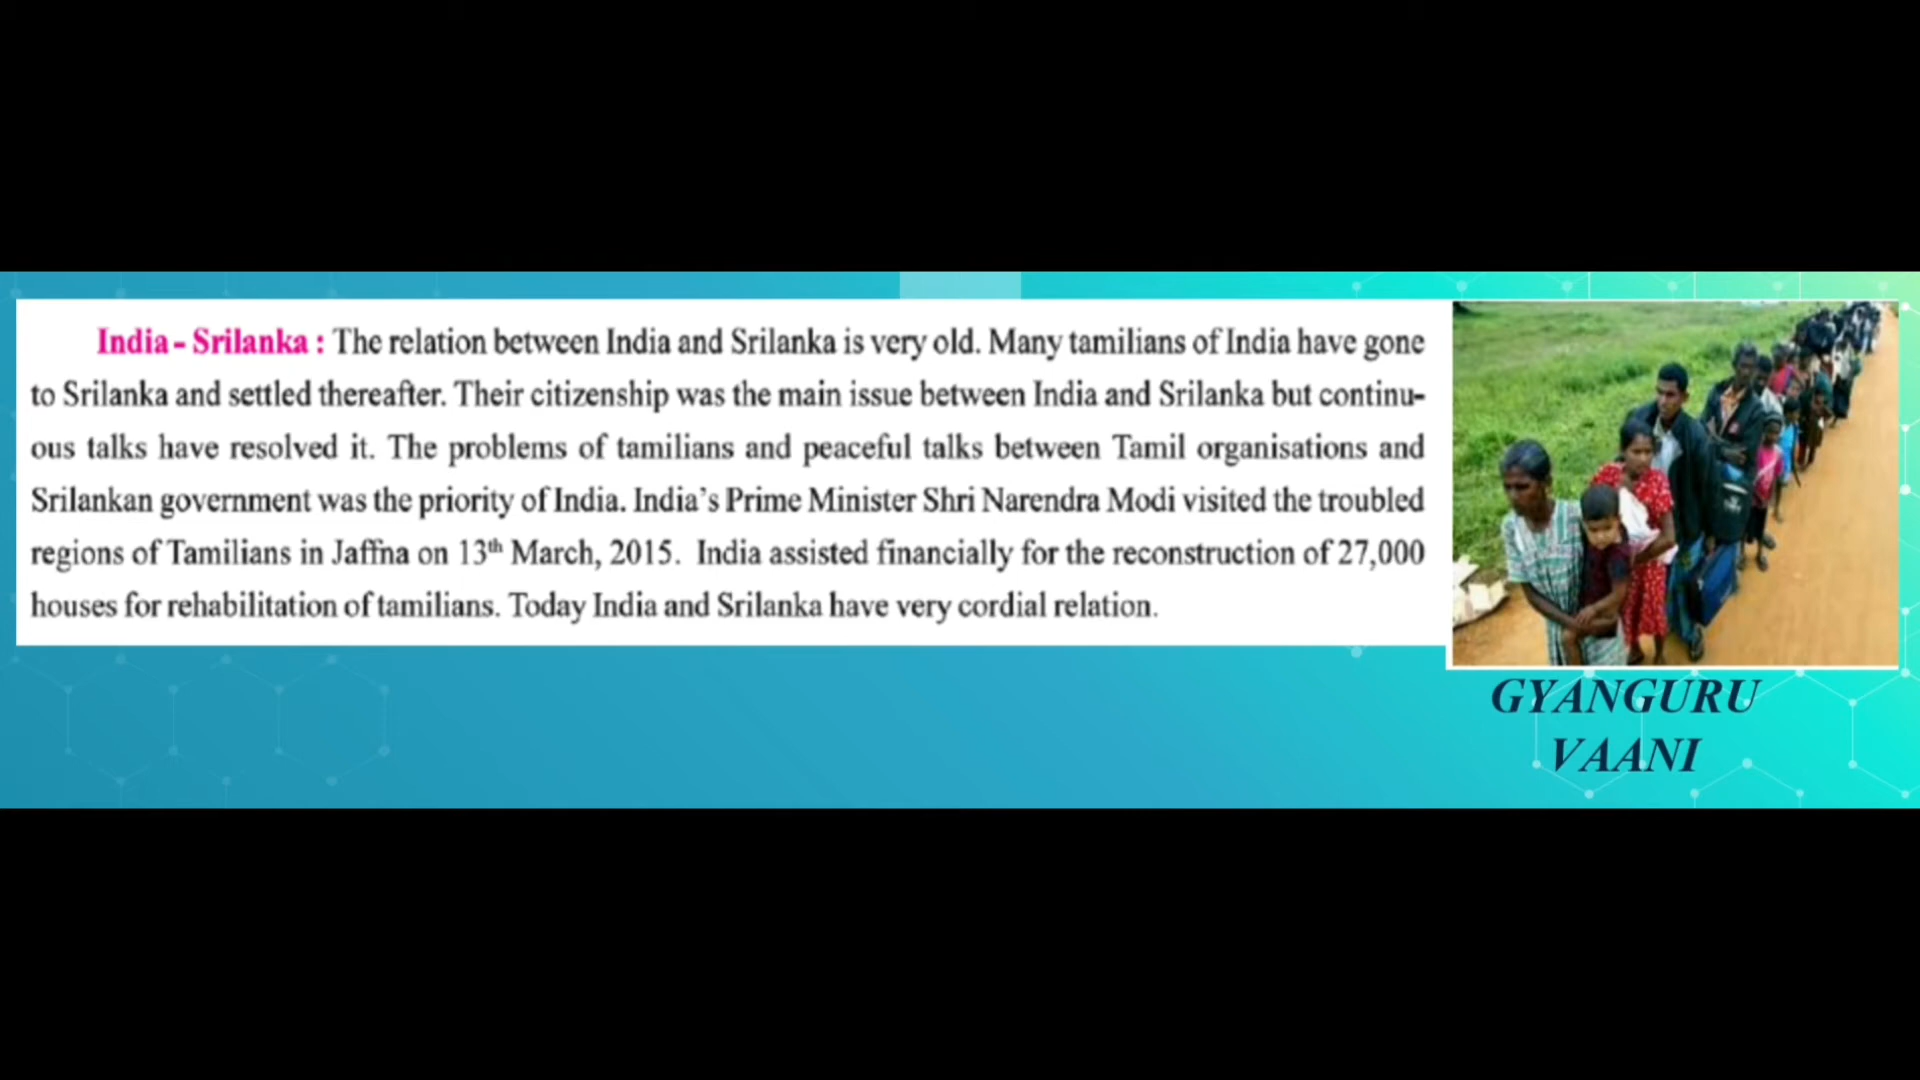 India - Srilanka : The relation between India and Srilanka is very old. Many tamilians of India have gone
to Srilanka and settled thereafter. Their citizenship was the main issue between India and Srilanka but continu-
ous talks have resolved it. The problems of tamilians and peaceful talks between Tamil organisations and
Srilankan government was the priority of India. India’s Prime Minister Shri Narendra Modi visited the troubled
regions of Tamilians in Jaffna on 13th March, 2015. India assisted financially for the reconstruction of 27,000
houses for rehabilitation of tamilians. Today India and Srilanka have very cordial relation.
GYANGURU
VAANI